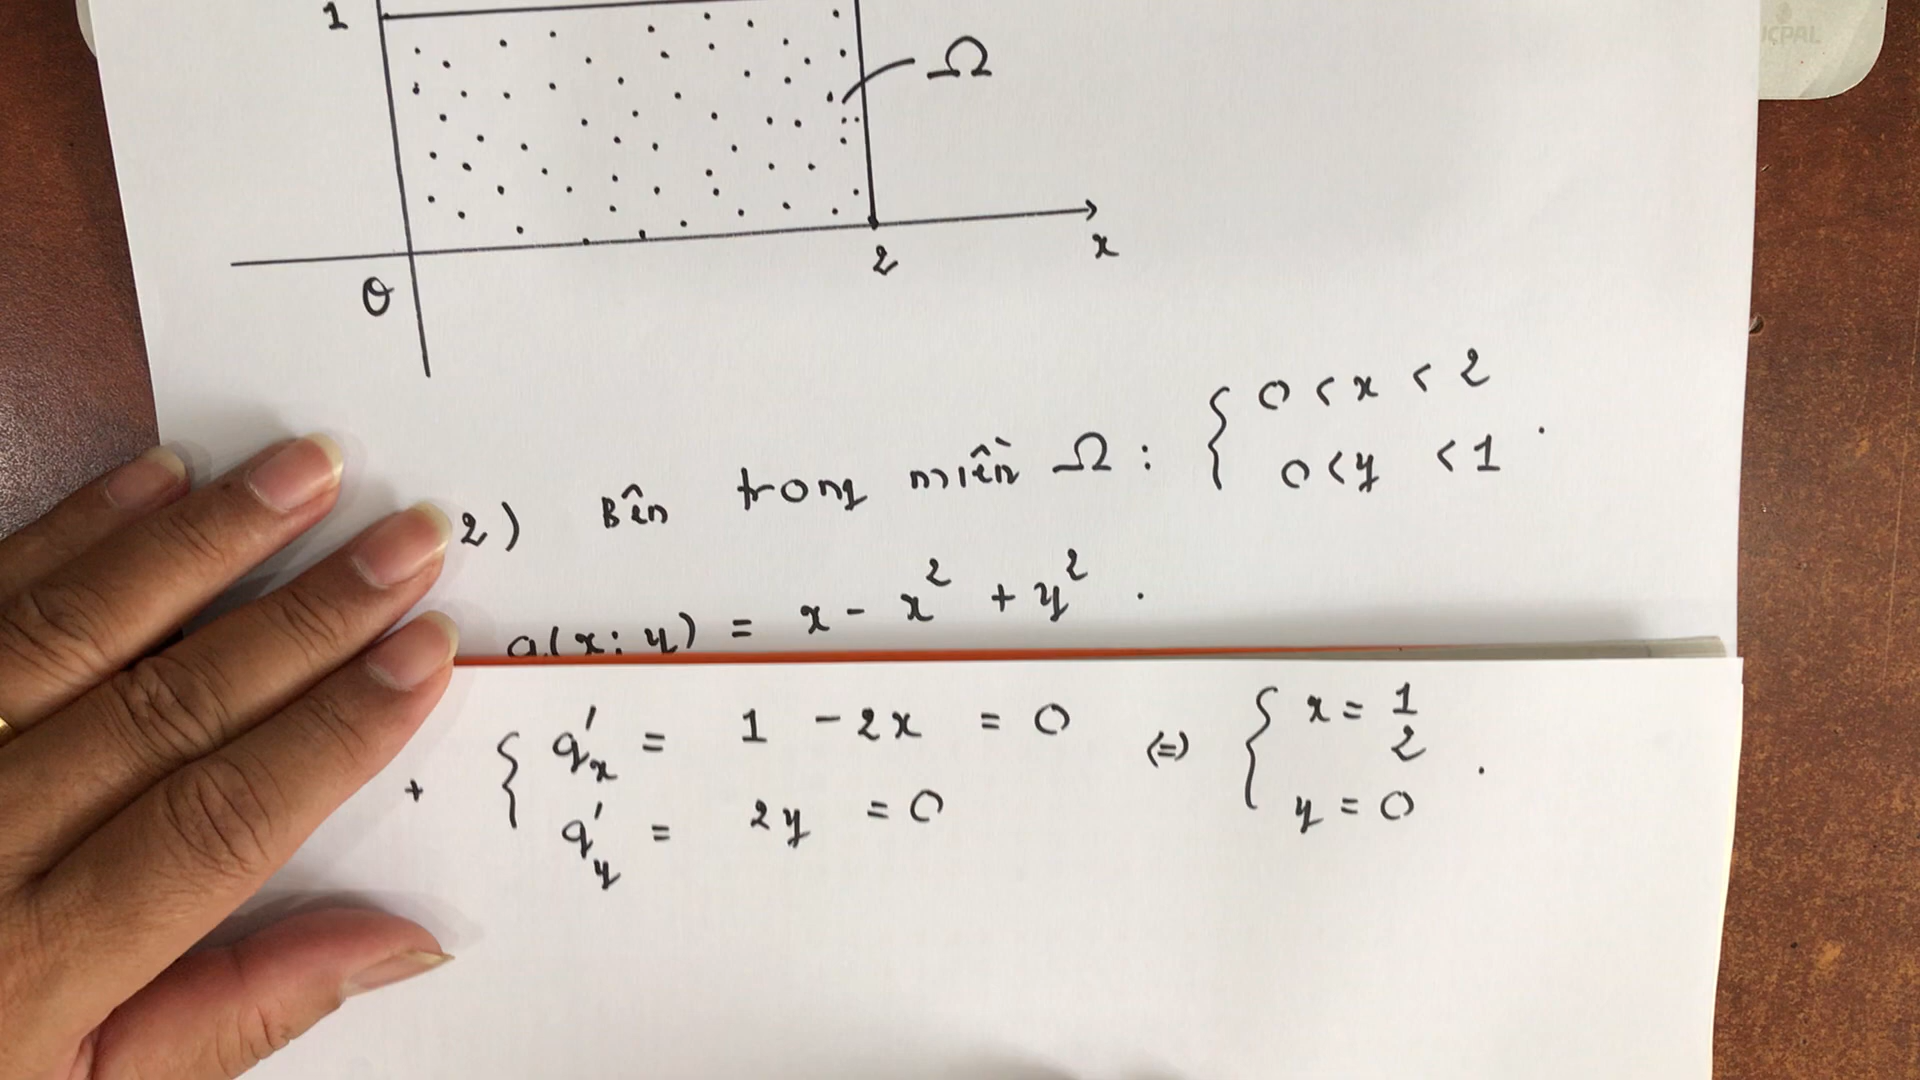 1
Ω
O
2
x
2) Bên trong miền Ω : { 0 < x < 2
0 < y < 1 .
g(x; y) = x - x² + y² .
+ { g'x = 1 - 2x = 0 (=) { x = 1/2
g'y = 2y = 0 y = 0 .
JCPAL